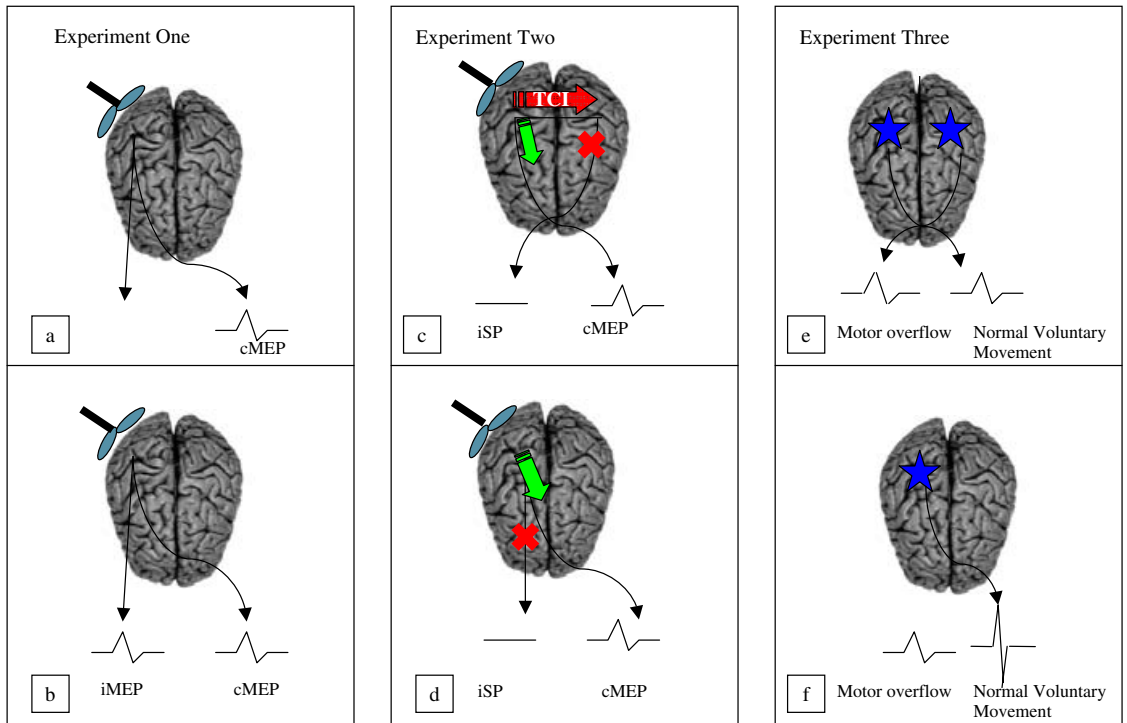 Experiment One
a
cMEP
b
iMEP
cMEP
Experiment Two
TCI
iSP
cMEP
c
d
iSP
cMEP
Experiment Three
e
Motor overflow
Normal Voluntary
Movement
f
Motor overflow
Normal Voluntary
Movement